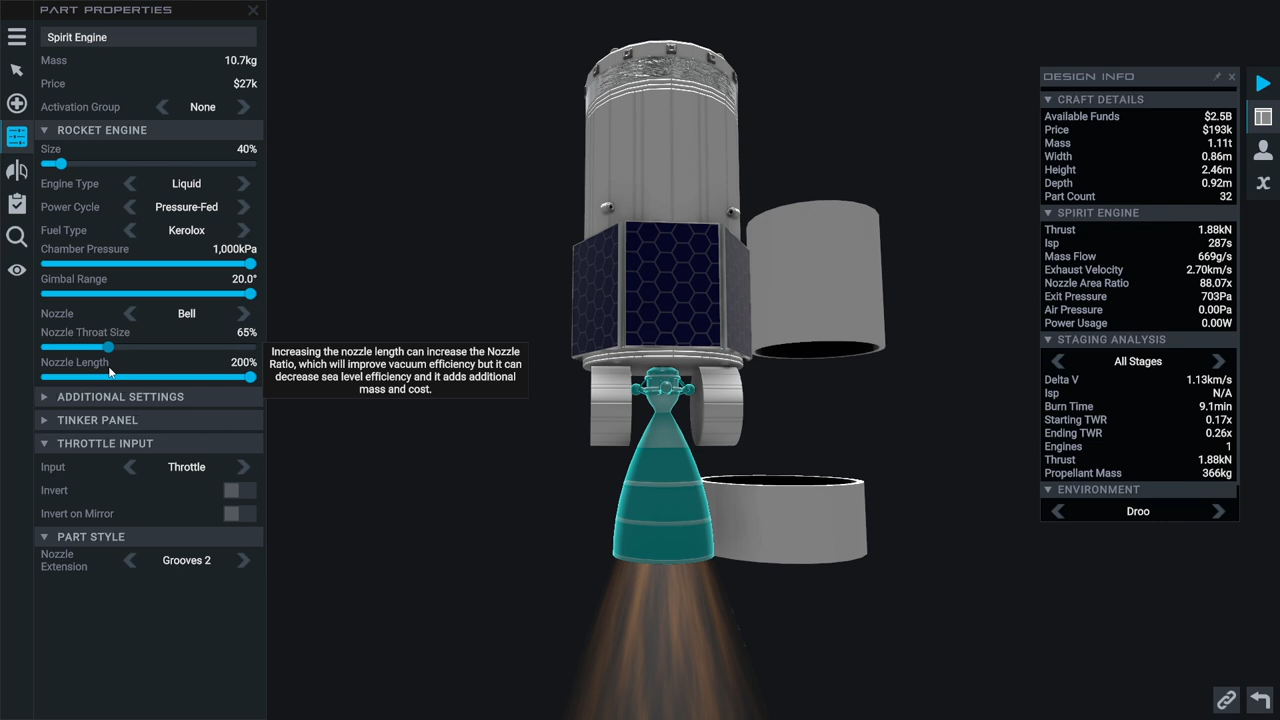 PART PROPERTIES
Spirit Engine
Mass 10.7kg
Price $27k
Activation Group None
ROCKET ENGINE
Size 40%
Engine Type Liquid
Power Cycle Pressure-Fed
Fuel Type Kerolox
Chamber Pressure 1,000kPa
Gimbal Range 20.0°
Nozzle Bell
Nozzle Throat Size 65%
Nozzle Length 200%
ADDITIONAL SETTINGS
TINKER PANEL
THROTTLE INPUT
Input Throttle
Invert
Invert on Mirror
PART STYLE
Nozzle
Extension
Grooves 2
Increasing the nozzle length can increase the Nozzle
Ratio, which will improve vacuum efficiency but it can
decrease sea level efficiency and it adds additional
mass and cost.
DESIGN INFO
CRAFT DETAILS
Available Funds $2.5B
Price $193k
Mass 1.11t
Width 0.86m
Height 2.46m
Depth 0.92m
Part Count 32
SPIRIT ENGINE
Thrust 1.88kN
Isp 287s
Mass Flow 669g/s
Exhaust Velocity 2.70km/s
Nozzle Area Ratio 88.07x
Exit Pressure 703Pa
Air Pressure 0.00Pa
Power Usage 0.00W
STAGING ANALYSIS
All Stages
Delta V 1.13km/s
Isp N/A
Burn Time 9.1min
Starting TWR 0.17x
Ending TWR 0.26x
Engines 1
Thrust 1.88kN
Propellant Mass 366kg
ENVIRONMENT
Droo